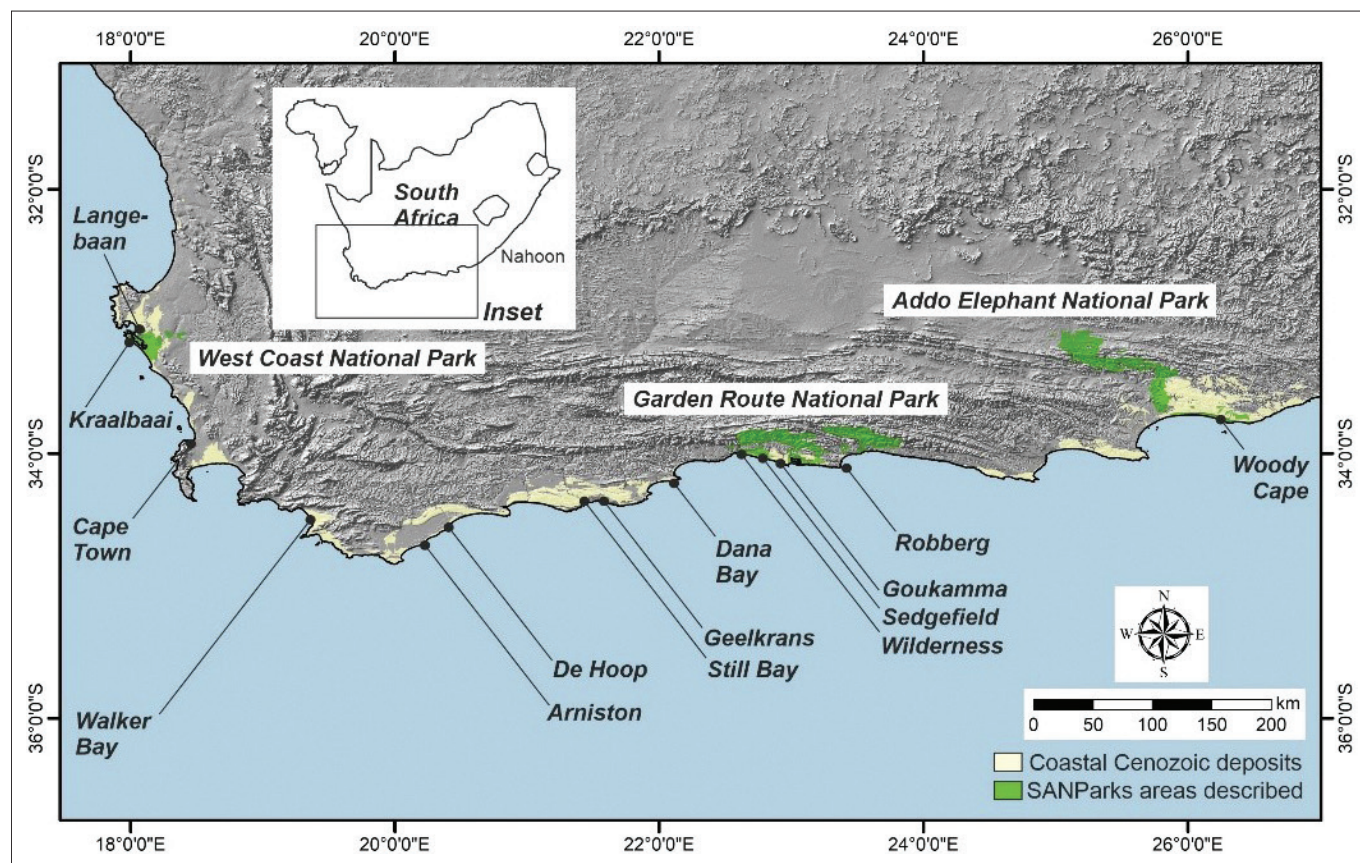 18°0'0"E
20°0'0"E
22°0'0"E
24°0'0"E
26°0'0"E
32°0'0"S
32°0'0"S
South
Africa
Nahoon
Inset
Lange-
baan
Addo Elephant National Park
West Coast National Park
Garden Route National Park
Kraalbaai
34°0'0"S
34°0'0"S
Cape
Town
Woody
Cape
Dana
Bay
Robberg
Goukamma
Sedgefield
Wilderness
Geelkrans
Still Bay
De Hoop
Arniston
Walker
Bay
N
W
E
S
km
0
50
100
150
200
36°0'0"S
36°0'0"S
Coastal Cenozoic deposits
SANParks areas described
18°0'0"E
20°0'0"E
22°0'0"E
24°0'0"E
26°0'0"E